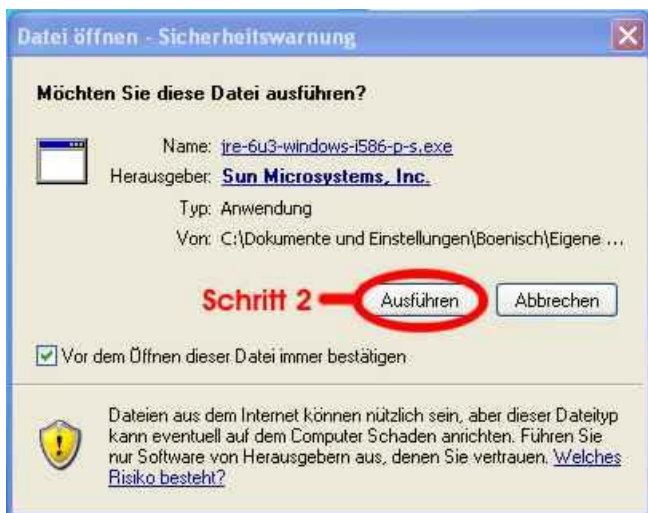 Datei öffnen - Sicherheitswarnung
Möchten Sie diese Datei ausführen?
Name: jre-6u3-windows-i586-p-s.exe
Herausgeber: Sun Microsystems, Inc.
Typ: Anwendung
Von: C:\Dokumente und Einstellungen\Boenisch\Eigene ...
Schritt 2
Ausführen
Abbrechen
Vor dem Öffnen dieser Datei immer bestätigen
Dateien aus dem Internet können nützlich sein, aber dieser Dateityp
kann eventuell auf dem Computer Schaden anrichten. Führen Sie
nur Software von Herausgebern aus, denen Sie vertrauen. Welches
Risiko besteht?